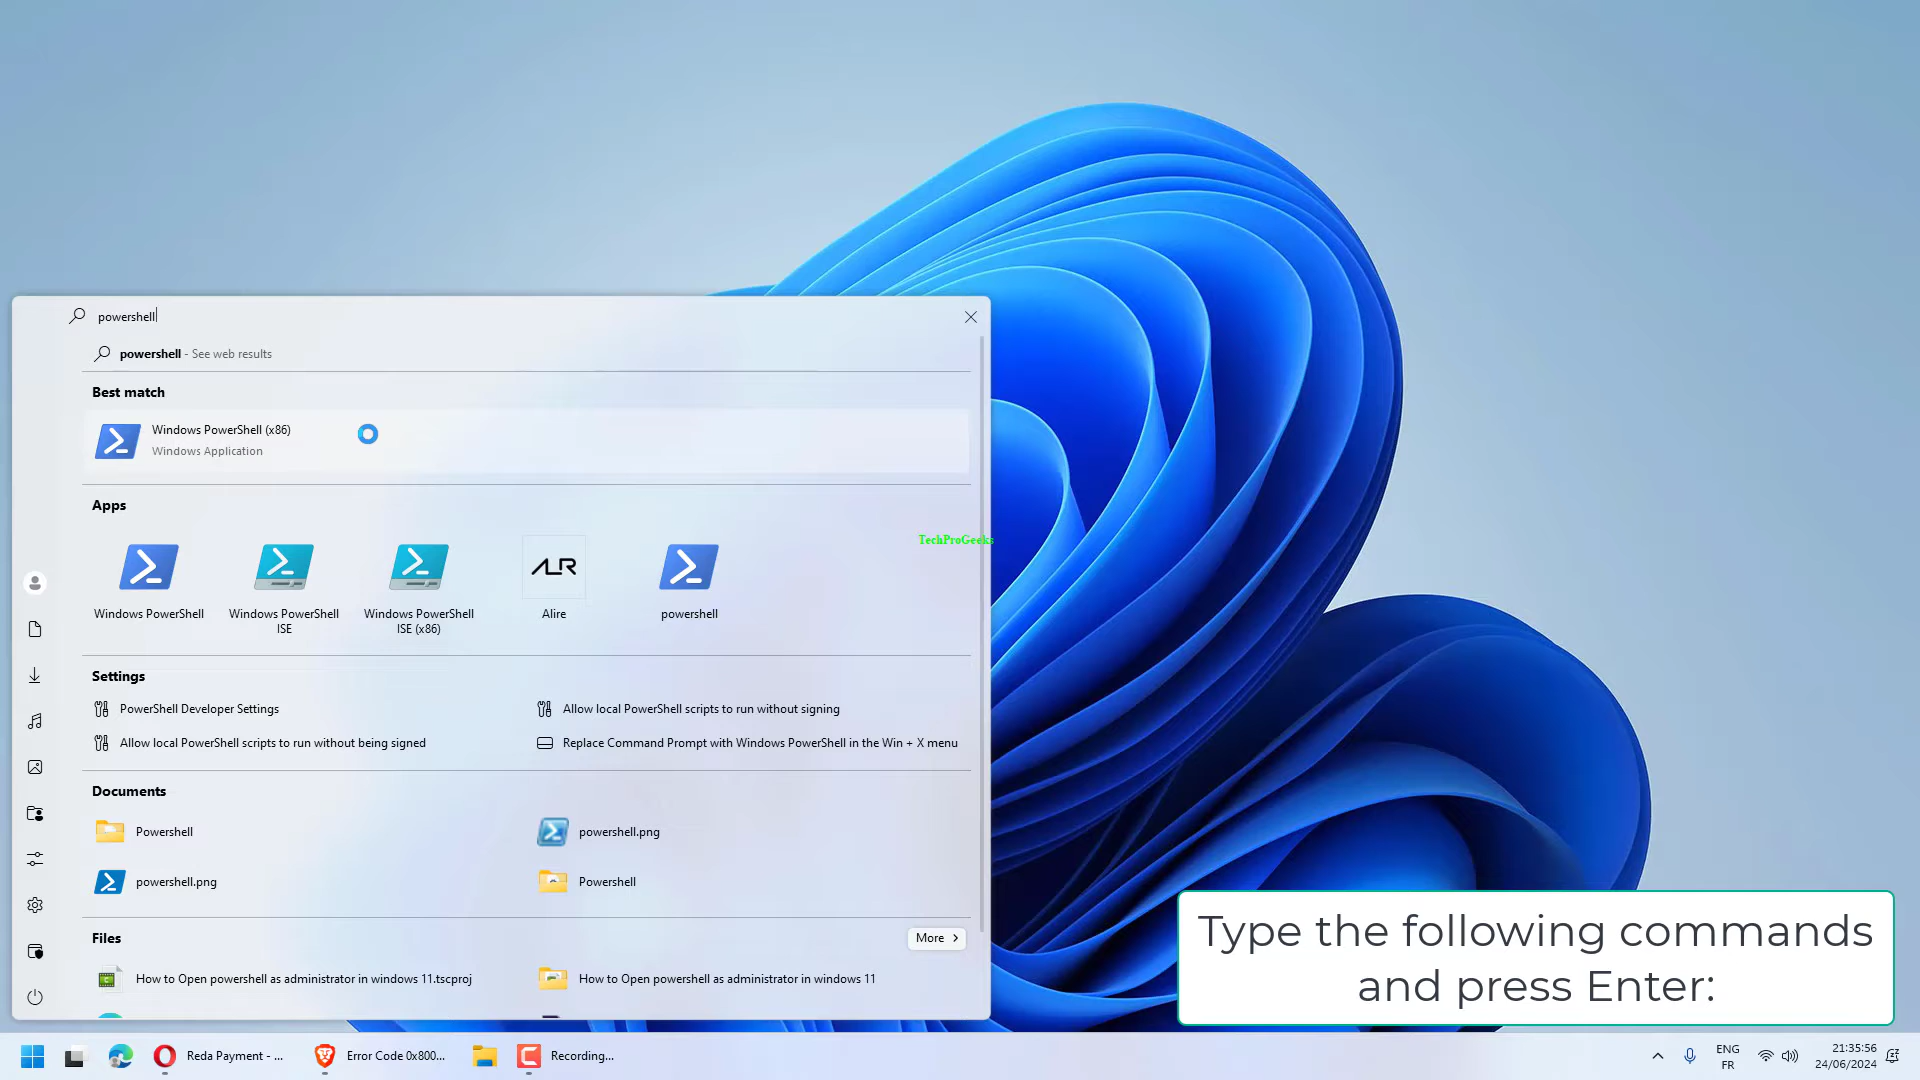 powershell
powershell - See web results
Best match
Windows PowerShell (x86)
Windows Application
Apps
Windows PowerShell
Windows PowerShell
ISE
Windows PowerShell
ISE (x86)
ALR
Alire
powershell
TechProGeeks
Settings
PowerShell Developer Settings
Allow local PowerShell scripts to run without signing
Allow local PowerShell scripts to run without being signed
Replace Command Prompt with Windows PowerShell in the Win + X menu
Documents
Powershell
powershell.png
powershell.png
Powershell
Files
More
How to Open powershell as administrator in windows 11.tscproj
How to Open powershell as administrator in windows 11
Type the following commands
and press Enter:
Reda Payment - ...
Error Code 0x800...
Recording...
ENG
FR
21:35:56
24/06/2024